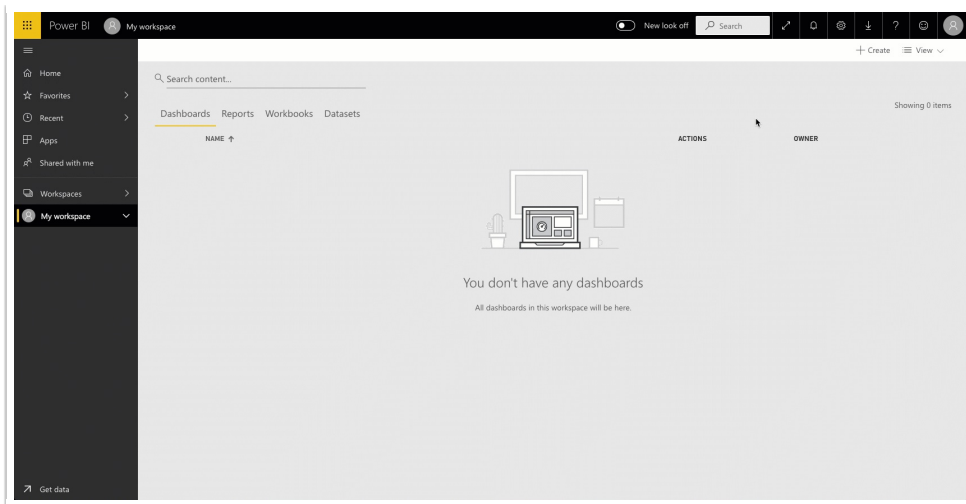 Power BI My workspace New look off Search ?
+ Create View
Home
Search content...
Favorites
Showing 0 items
Recent
Dashboards Reports Workbooks Datasets
Apps
NAME ACTIONS OWNER
Shared with me
Workspaces
My workspace
You don't have any dashboards
All dashboards in this workspace will be here.
Get data